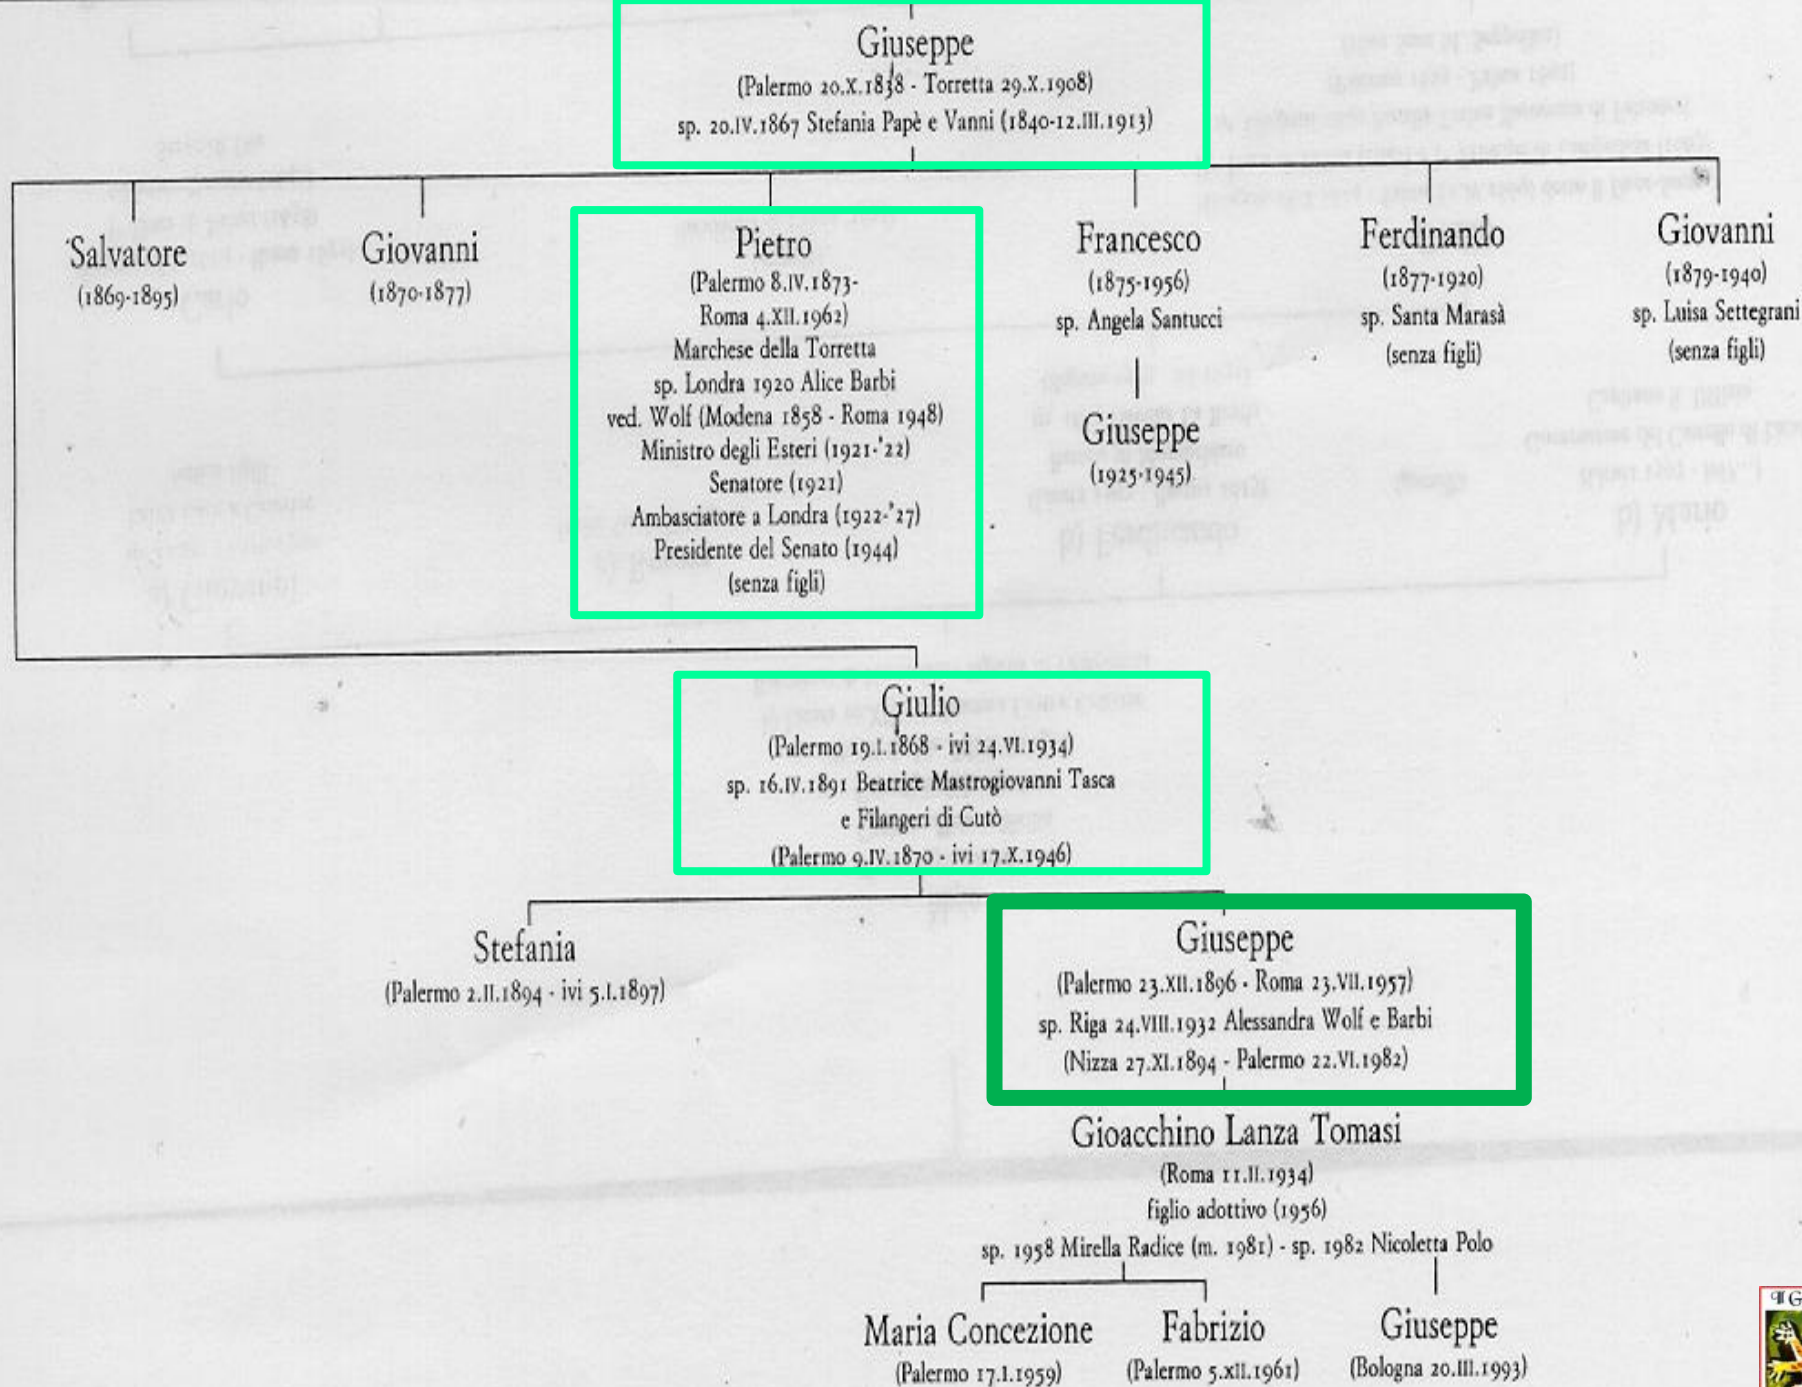 Giuseppe
(Palermo 20.X.1838 - Torretta 29.X.1908)
sp. 20.IV.1867 Stefania Papè e Vanni (1840-12.III.1913)
Salvatore
(1869-1895)
Giovanni
(1870-1877)
Pietro
(Palermo 8.IV.1873-
Roma 4.XII.1962)
Marchese della Torretta
sp. Londra 1920 Alice Barbi
ved. Wolf (Modena 1858 - Roma 1948)
Ministro degli Esteri (1921-'22)
Senatore (1921)
Ambasciatore a Londra (1922-'27)
Presidente del Senato (1944)
(senza figli)
Francesco
(1875-1956)
sp. Angela Santucci
Giuseppe
(1925-1945)
Ferdinando
(1877-1920)
sp. Santa Marasà
(senza figli)
Giovanni
(1879-1940)
sp. Luisa Settegrani
(senza figli)
Giulio
(Palermo 19.I.1868 - ivi 24.VI.1934)
sp. 16.IV.1891 Beatrice Mastrogiovanni Tasca
e Filangeri di Cutò
(Palermo 9.IV.1870 - ivi 17.X.1946)
Stefania
(Palermo 2.II.1894 - ivi 5.I.1897)
Giuseppe
(Palermo 23.XII.1896 - Roma 23.VII.1957)
sp. Riga 24.VIII.1932 Alessandra Wolf e Barbi
(Nizza 27.XI.1894 - Palermo 22.VI.1982)
Gioacchino Lanza Tomasi
(Roma 11.II.1934)
figlio adottivo (1956)
sp. 1958 Mirella Radice (m. 1981) - sp. 1982 Nicoletta Polo
Maria Concezione
(Palermo 17.I.1959)
Fabrizio
(Palermo 5.XII.1961)
Giuseppe
(Bologna 20.III.1993)